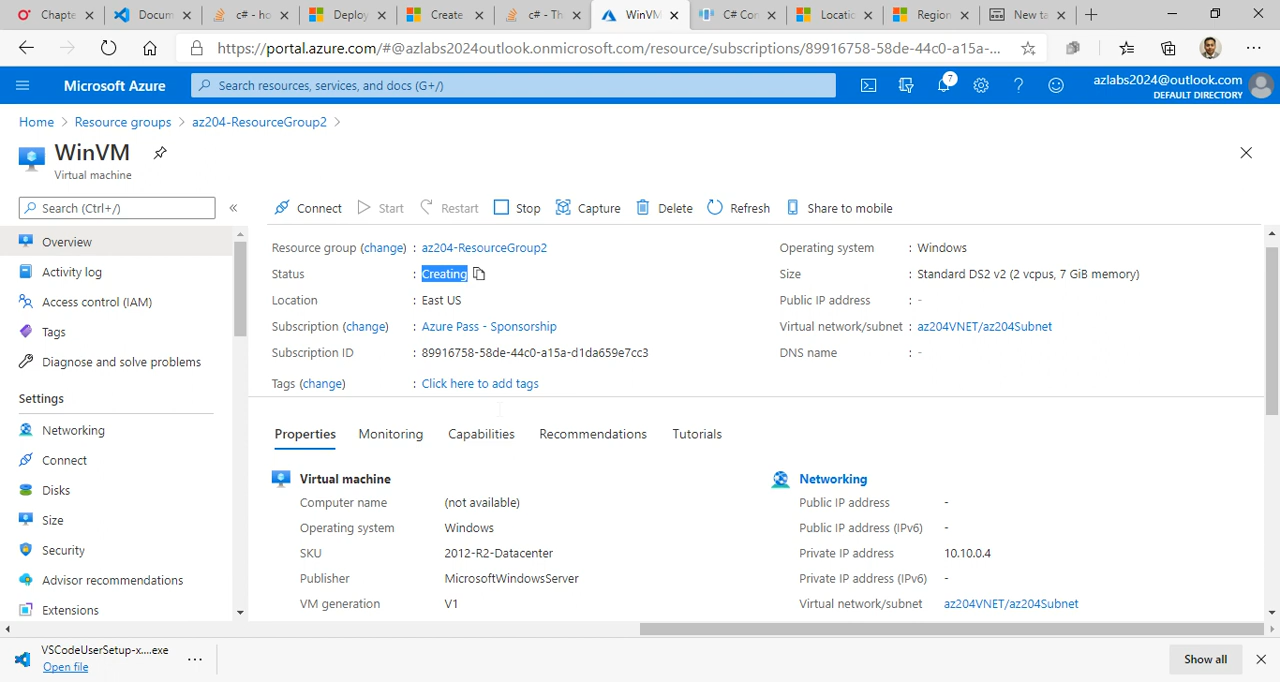 Chapte
Docum
c# - ho
Deploy
Create
c# - Th
WinVM
C# Con
Locatic
Region
New ta
https://portal.azure.com/#@azlabs2024outlook.onmicrosoft.com/resource/subscriptions/89916758-58de-44c0-a15a-...
Microsoft Azure
Search resources, services, and docs (G+/)
7
azlabs2024@outlook.com
DEFAULT DIRECTORY
Home > Resource groups > az204-ResourceGroup2 >
WinVM
Virtual machine
Search (Ctrl+/)
«
Connect Start Restart Stop Capture Delete Refresh Share to mobile
Overview
Activity log
Access control (IAM)
Tags
Diagnose and solve problems
Settings
Networking
Connect
Disks
Size
Security
Advisor recommendations
Extensions
Resource group (change) : az204-ResourceGroup2
Status : Creating
Location : East US
Subscription (change) : Azure Pass - Sponsorship
Subscription ID : 89916758-58de-44c0-a15a-d1da659e7cc3
Tags (change) : Click here to add tags
Operating system : Windows
Size : Standard DS2 v2 (2 vcpus, 7 GiB memory)
Public IP address : -
Virtual network/subnet : az204VNET/az204Subnet
DNS name : -
Properties Monitoring Capabilities Recommendations Tutorials
Virtual machine
Computer name (not available)
Operating system Windows
SKU 2012-R2-Datacenter
Publisher MicrosoftWindowsServer
VM generation V1
Networking
Public IP address -
Public IP address (IPv6) -
Private IP address 10.10.0.4
Private IP address (IPv6) -
Virtual network/subnet az204VNET/az204Subnet
VSCodeUserSetup-x....exe
Open file
...
Show all